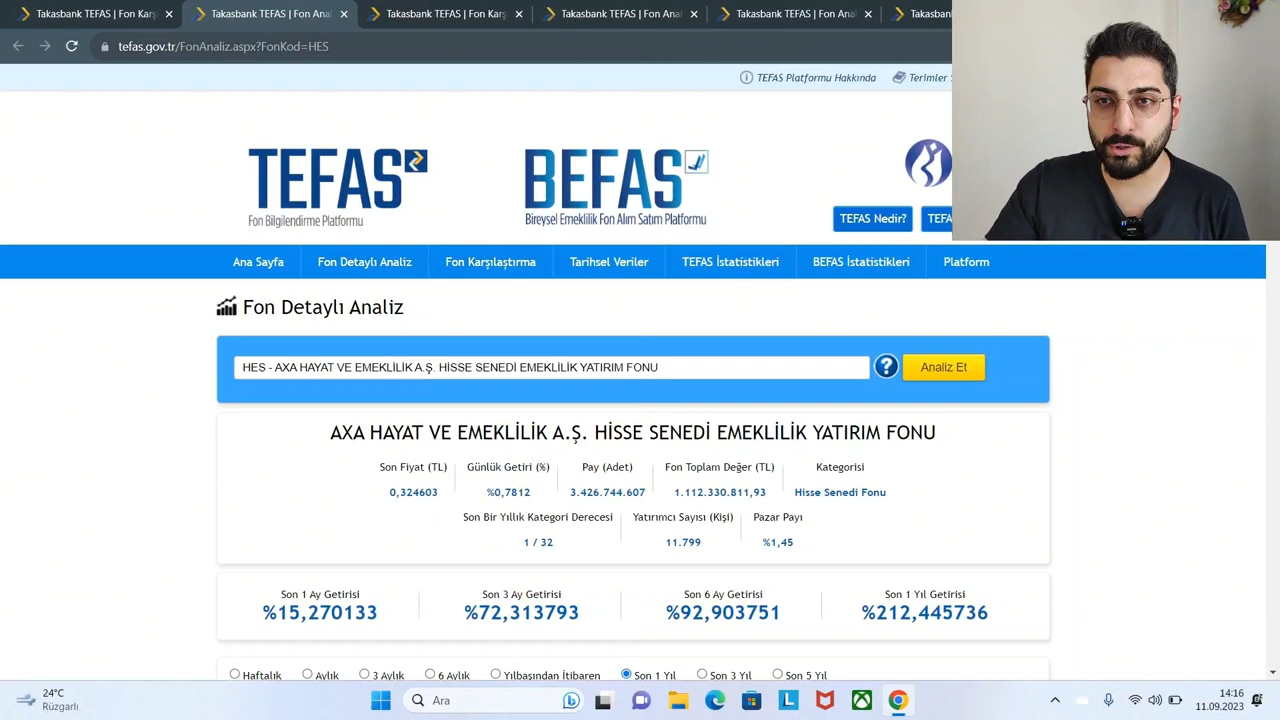 Takasbank TEFAS | Fon Karş
Takasbank TEFAS | Fon Anal
Takasbank TEFAS | Fon Karş
Takasbank TEFAS | Fon Anal
Takasbank TEFAS | Fon Anal
Takasban
tefas.gov.tr/FonAnaliz.aspx?FonKod=HES
TEFAS Platformu Hakkında
Terimler
TEFAS
Fon Bilgilendirme Platformu
BEFAS
Bireysel Emeklilik Fon Alım Satım Platformu
TEFAS Nedir?
TEFA
Ana Sayfa
Fon Detaylı Analiz
Fon Karşılaştırma
Tarihsel Veriler
TEFAS İstatistikleri
BEFAS İstatistikleri
Platform
Fon Detaylı Analiz
HES - AXA HAYAT VE EMEKLİLİK A.Ş. HİSSE SENEDİ EMEKLİLİK YATIRIM FONU
?
Analiz Et
AXA HAYAT VE EMEKLİLİK A.Ş. HİSSE SENEDİ EMEKLİLİK YATIRIM FONU
Son Fiyat (TL)
Günlük Getiri (%)
Pay (Adet)
Fon Toplam Değer (TL)
Kategorisi
0,324603
%0,7812
3.426.744.607
1.112.330.811,93
Hisse Senedi Fonu
Son Bir Yıllık Kategori Derecesi
Yatırımcı Sayısı (Kişi)
Pazar Payı
1 / 32
11.799
%1,45
Son 1 Ay Getirisi
Son 3 Ay Getirisi
Son 6 Ay Getirisi
Son 1 Yıl Getirisi
%15,270133
%72,313793
%92,903751
%212,445736
Haftalık
Aylık
3 Aylık
6 Aylık
Yılbaşından İtibaren
Son 1 Yıl
Son 3 Yıl
Son 5 Yıl
24°C
Rüzgarlı
Ara
14:16
11.09.2023